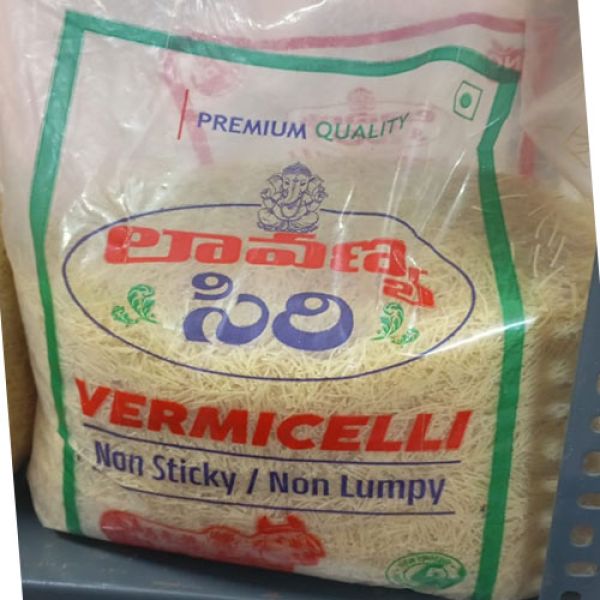 PREMIUM QUALITY
లావణ్య
సిరి
VERMICELLI
Non Sticky / Non Lumpy